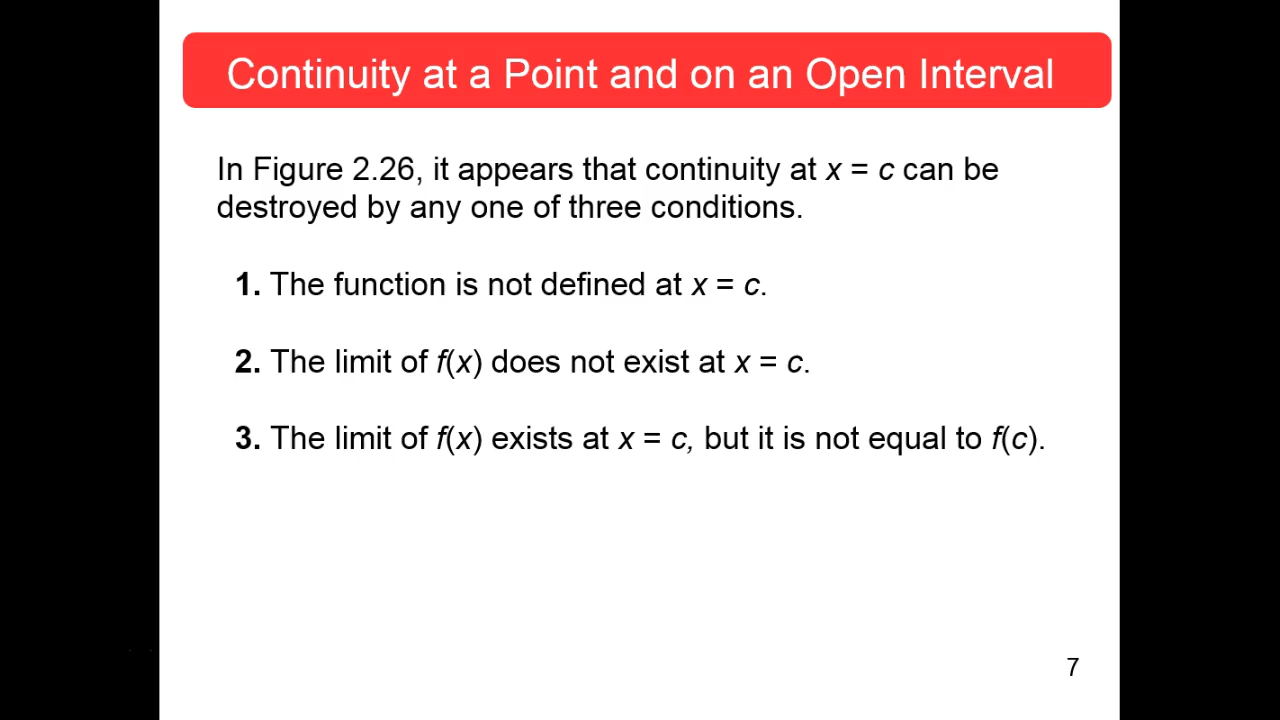 Continuity at a Point and on an Open Interval
In Figure 2.26, it appears that continuity at x = c can be
destroyed by any one of three conditions.
1. The function is not defined at x = c.
2. The limit of f(x) does not exist at x = c.
3. The limit of f(x) exists at x = c, but it is not equal to f(c).
7